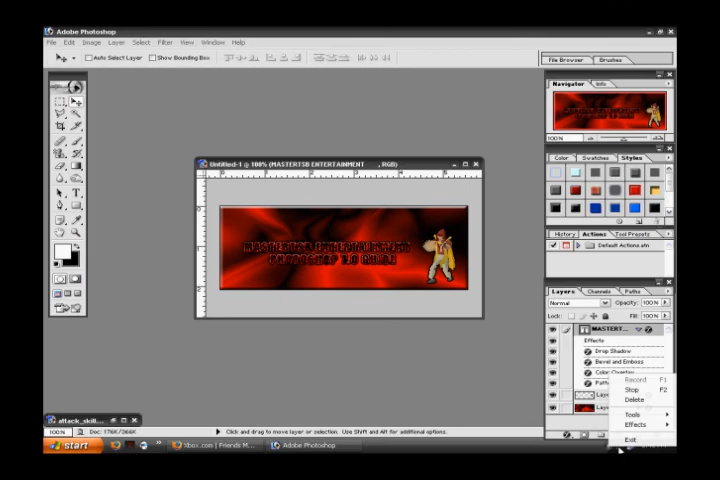 Adobe Photoshop
File Edit Image Layer Select Filter View Window Help
Auto Select Layer Show Bounding Box
File Browser Brushes
Navigator Info
100%
Color Swatches Styles
Untitled-1 @ 100% (MASTERTSB ENTERTAINMENT , RGB)
MASTERTSB ENTERTAINMENT
PHOTOSHOP 7.0 GUIDE
History Actions Tool Presets
Default Actions.atn
Layers Channels Paths
Normal Opacity: 100%
Lock: Fill: 100%
T MASTERT...
Effects
Drop Shadow
Bevel and Emboss
Color Overlay
Record F1
Stop F2
Delete
Tools
Effects
Exit
attack_skill...
100% Doc: 176K/366K Click and drag to move layer or selection. Use Shift and Alt for additional options.
start Xbox.com | Friends M... Adobe Photoshop